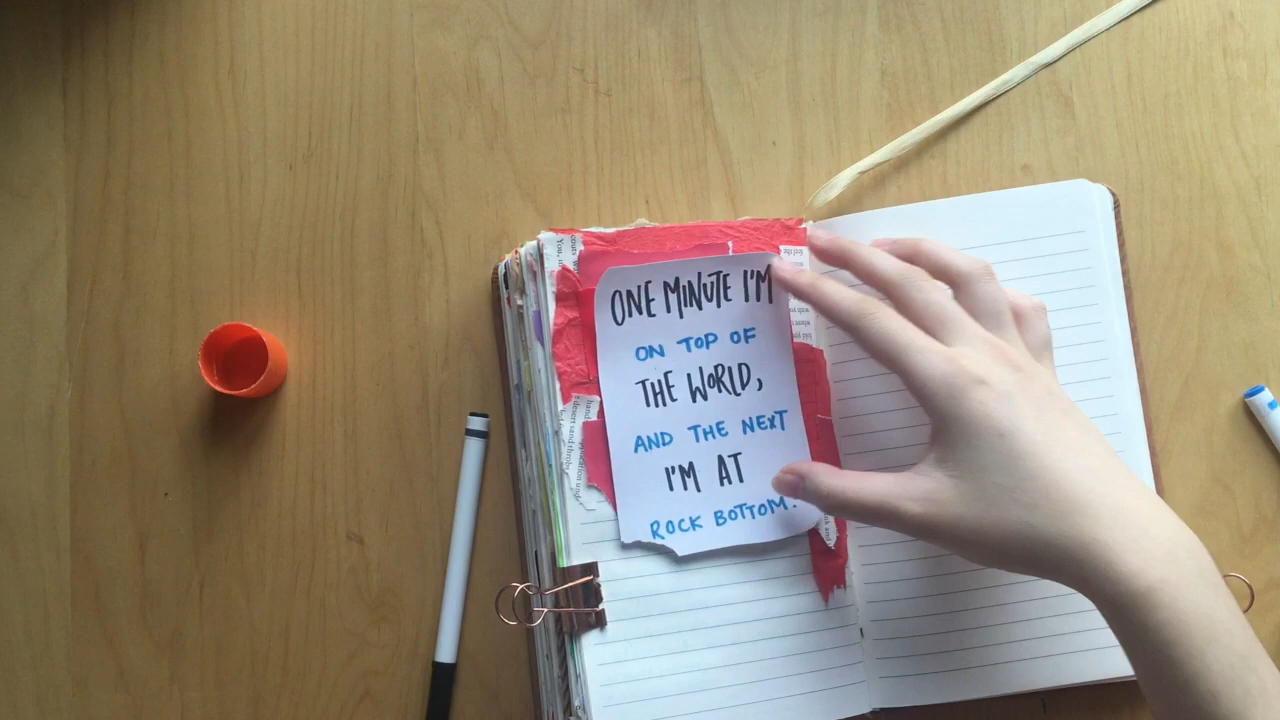 ONE MINUTE I'M
ON TOP OF
THE WORLD,
AND THE NEXT
I'M AT
ROCK BOTTOM.